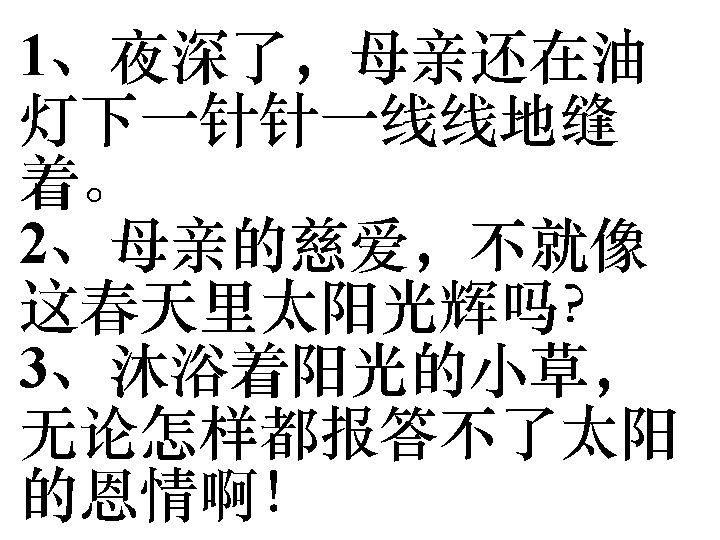 1、夜深了，母亲还在油
灯下一针针一线线地缝
着。
2、母亲的慈爱，不就像
这春天里太阳光辉吗?
3、沐浴着阳光的小草，
无论怎样都报答不了太阳
的恩情啊！